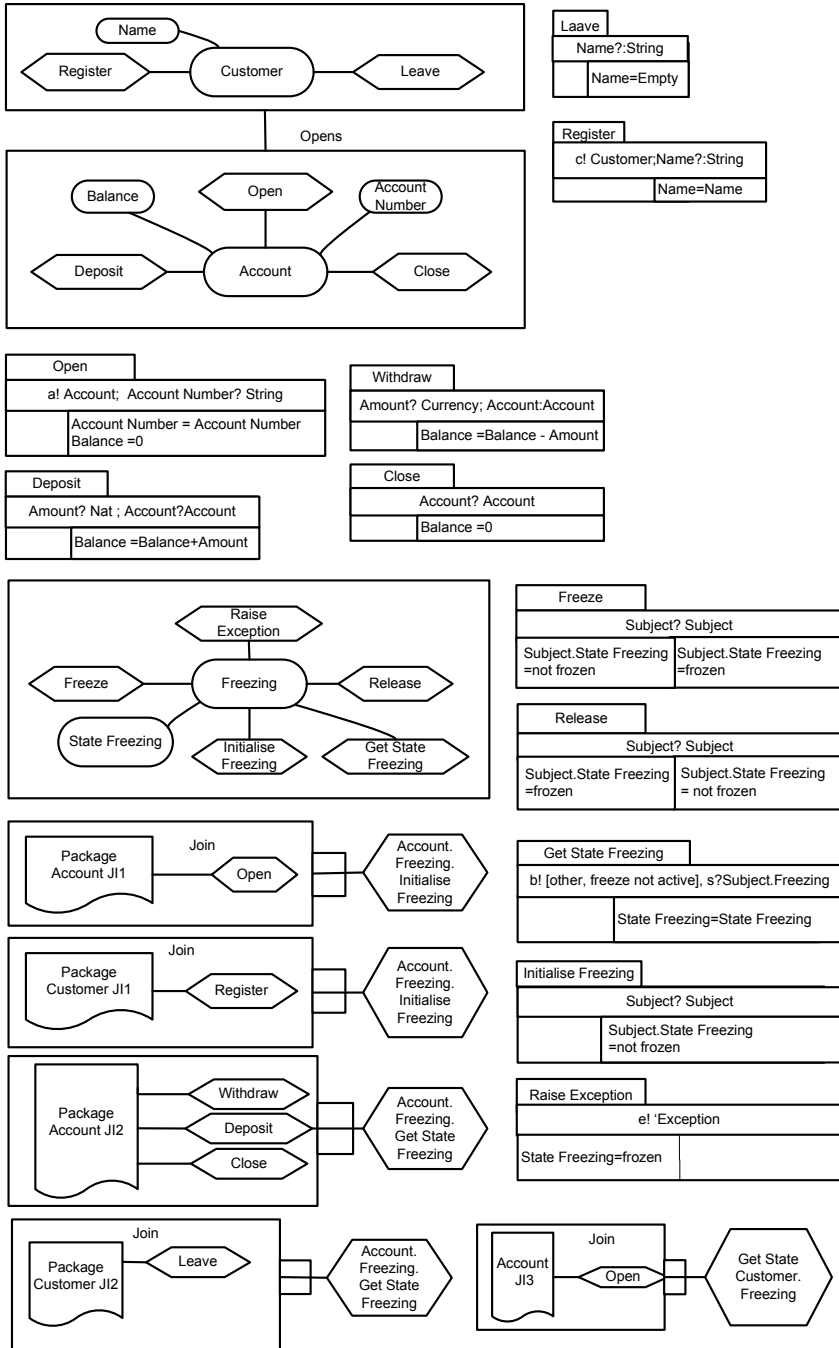 Name
Register
Customer
Leave
Laave
Name?:String
Name=Empty
Register
c! Customer;Name?:String
Name=Name
Opens
Balance
Open
Account
Number
Deposit
Account
Close
Open
a! Account;  Account Number? String
Account Number = Account Number
Balance =0
Withdraw
Amount? Currency; Account:Account
Balance =Balance - Amount
Deposit
Amount? Nat ; Account?Account
Balance =Balance+Amount
Close
Account? Account
Balance =0
Raise
Exception
Freeze
Freezing
Release
State Freezing
Initialise
Freezing
Get State
Freezing
Freeze
Subject? Subject
Subject.State Freezing
=not frozen
Subject.State Freezing
=frozen
Release
Subject? Subject
Subject.State Freezing
=frozen
Subject.State Freezing
= not frozen
Package
Account JI1
Join
Open
Account.
Freezing.
Initialise
Freezing
Get State Freezing
b! [other, freeze not active], s?Subject.Freezing
State Freezing=State Freezing
Package
Customer JI1
Join
Register
Account.
Freezing.
Initialise
Freezing
Initialise Freezing
Subject? Subject
Subject.State Freezing
=not frozen
Package
Account JI2
Withdraw
Deposit
Close
Account.
Freezing.
Get State
Freezing
Raise Exception
e! ‘Exception
State Freezing=frozen
Join
Package
Customer JI2
Leave
Account.
Freezing.
Get State
Freezing
Join
Account
JI3
Open
Get State
Customer.
Freezing